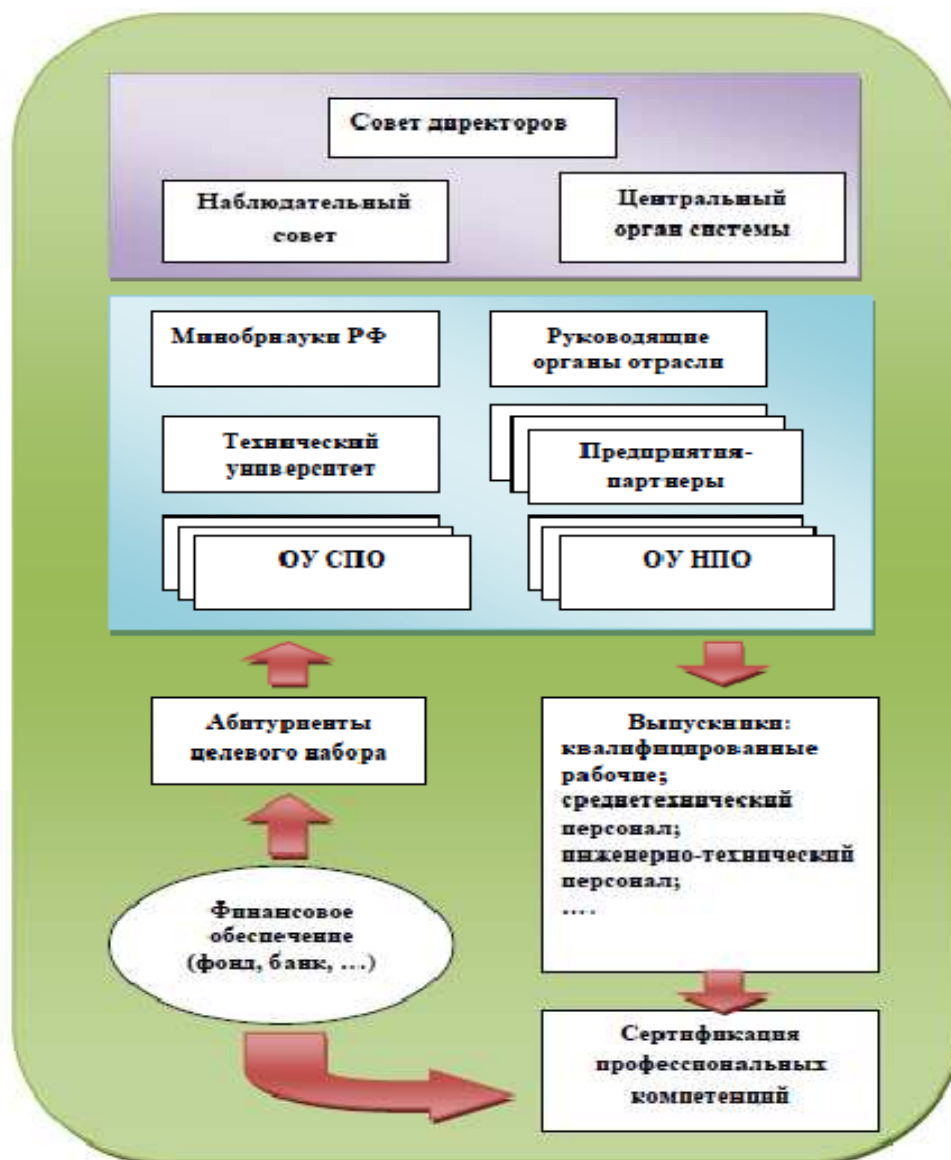 Совет директоров
Наблюдательный
совет
Центральный
орган системы
Минобрнауки РФ
Руководящие
органы отрасли
Технический
университет
Предприятия-
партнеры
ОУ СПО
ОУ НПО
Абитуриенты
целевого набора
Выпускники:
квалифицированные
рабочие;
среднетехнический
персонал;
инженерно-технический
персонал;
….
Финансовое
обеспечение
(фонд, банк, …)
Сертификация
профессиональных
компетенций